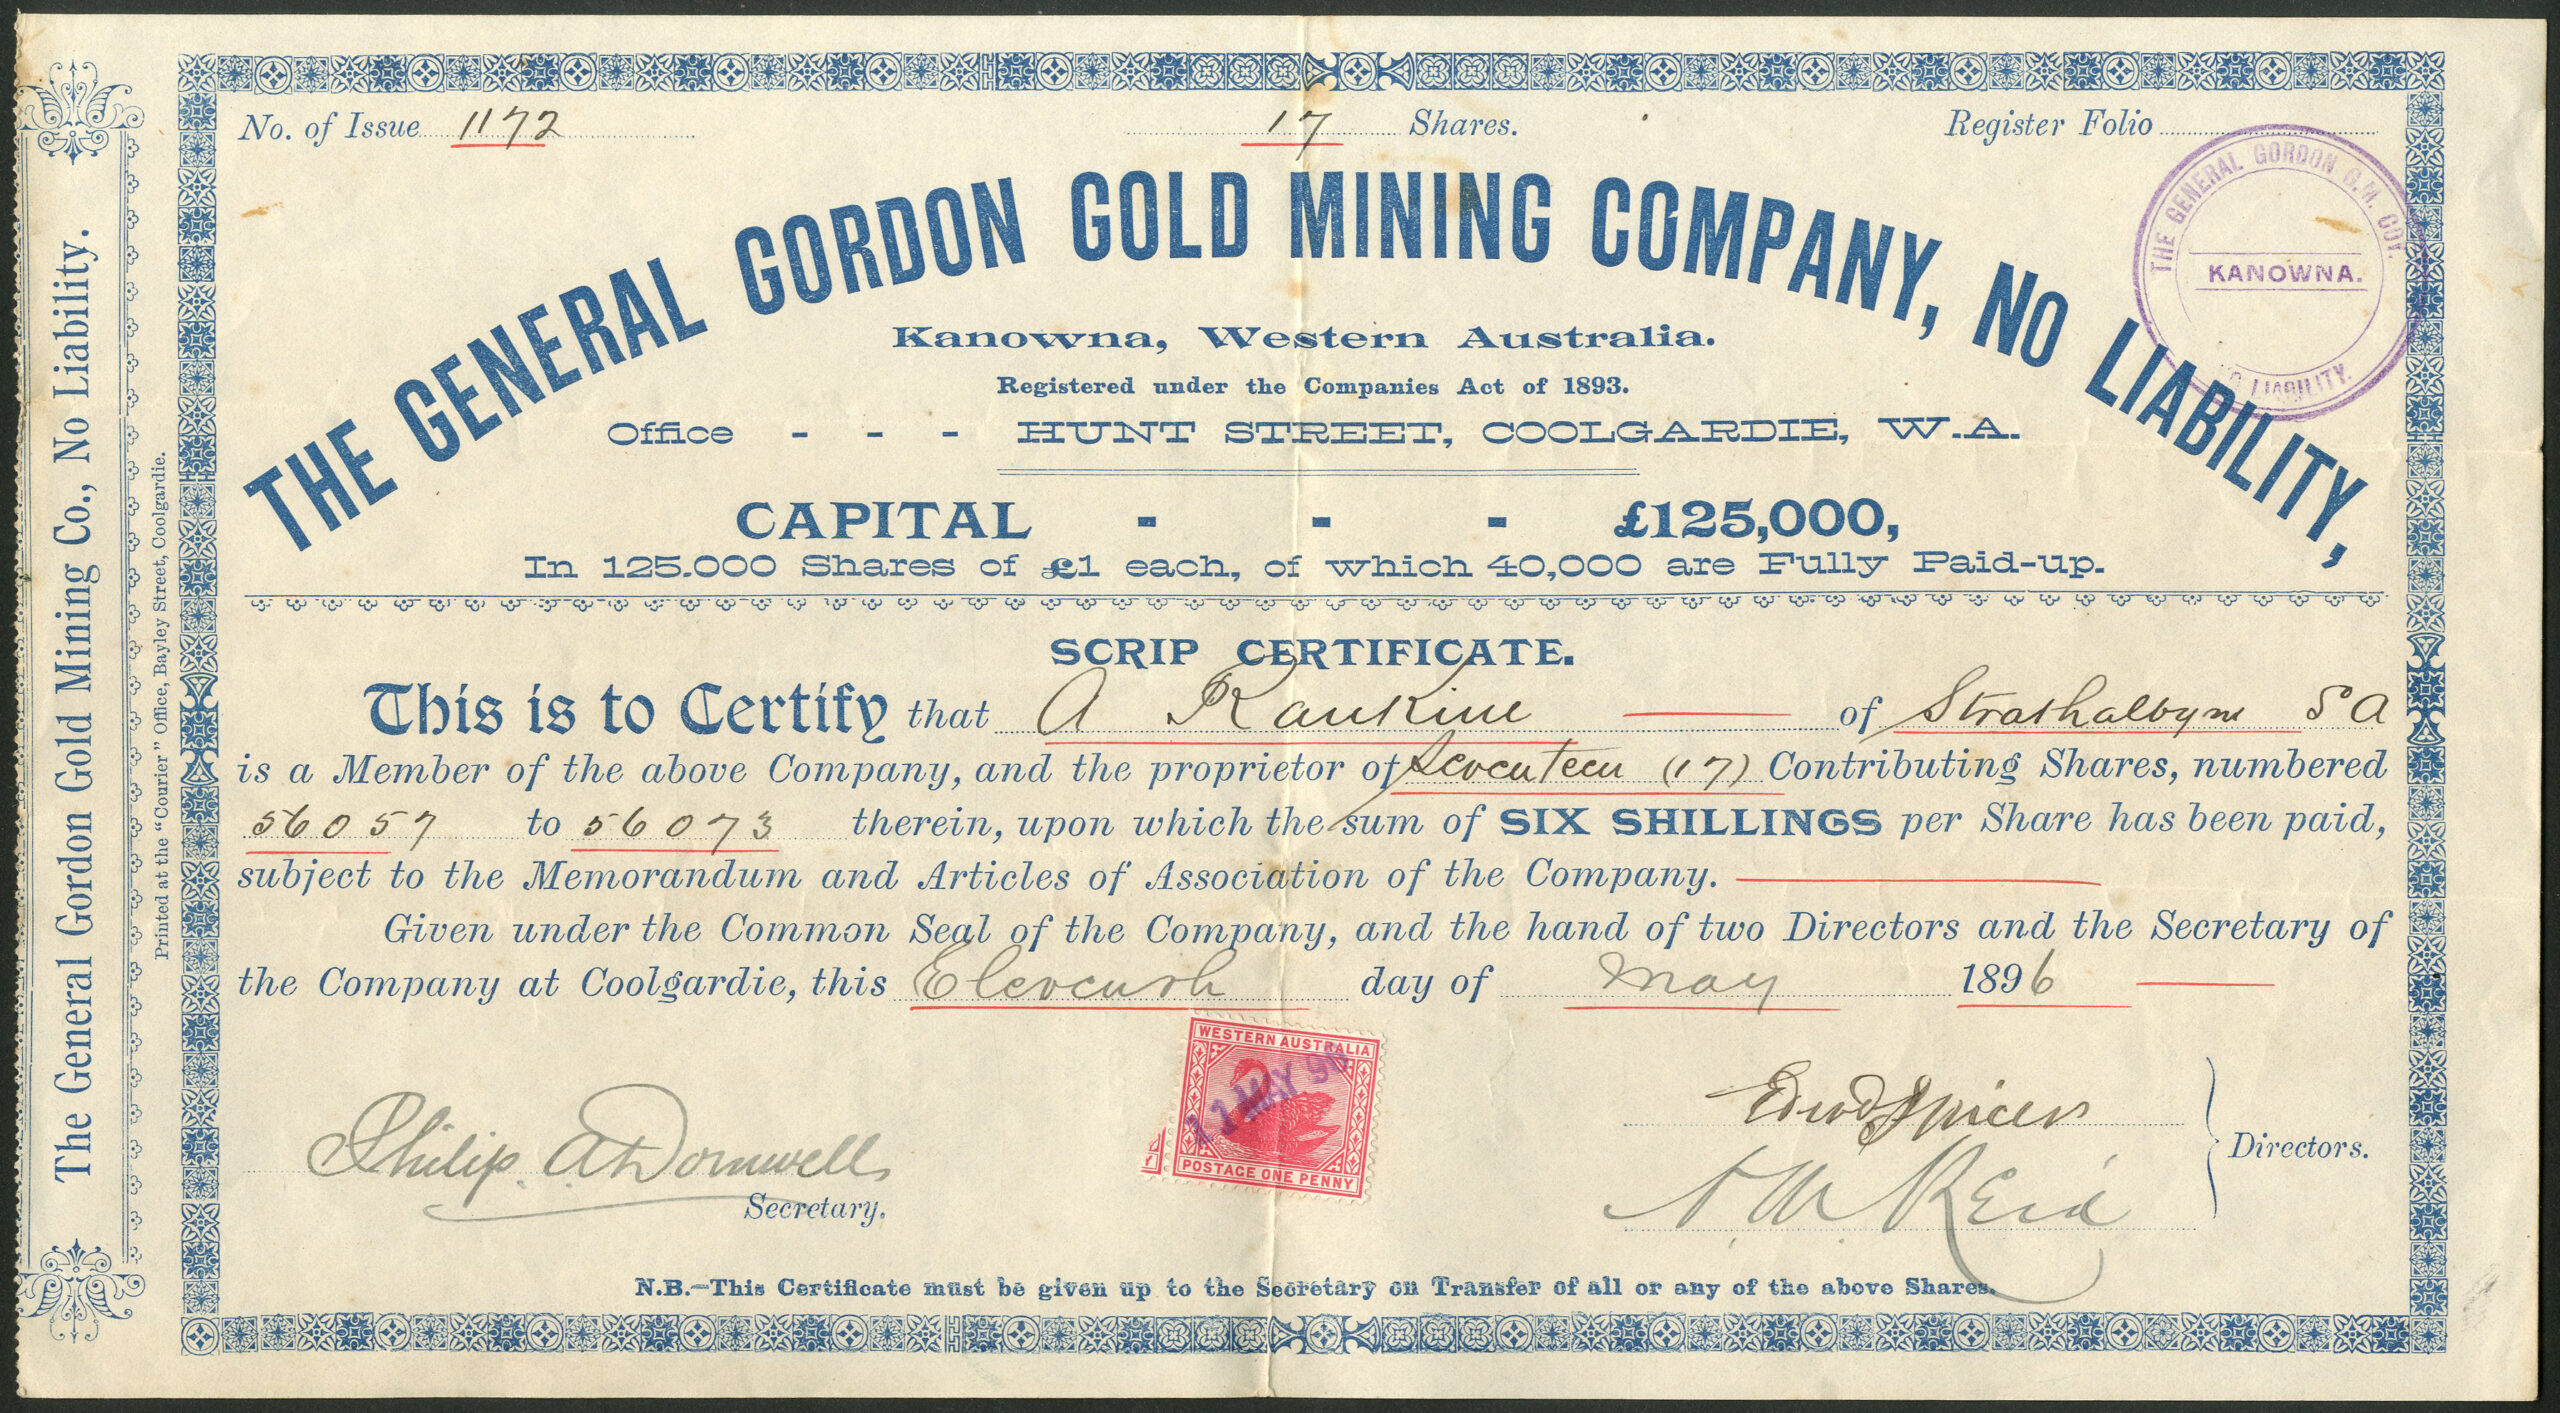 The General Gordon Gold Mining Co., No Liability.
Printed at the "Courier" Office, Bayley Street, Coolgardie.
No. of Issue 1172 17 Shares. Register Folio
THE GENERAL GORDON GOLD MINING COMPANY, NO LIABILITY,
THE GENERAL GORDON G.M. COY.
KANOWNA.
LIABILITY.
Kanowna, Western Australia.
Registered under the Companies Act of 1893.
Office - - - HUNT STREET, COOLGARDIE, W.A.
CAPITAL - - - £125,000,
In 125.000 Shares of £1 each, of which 40,000 are Fully Paid-up.
SCRIP CERTIFICATE.
This is to Certify that A Rankine of Strathalbyn S A
is a Member of the above Company, and the proprietor of Seventeen (17) Contributing Shares, numbered
56057 to 56073 therein, upon which the sum of SIX SHILLINGS per Share has been paid,
subject to the Memorandum and Articles of Association of the Company.
Given under the Common Seal of the Company, and the hand of two Directors and the Secretary of
the Company at Coolgardie, this Eleventh day of May 1896
WESTERN AUSTRALIA
11 MAY 96
POSTAGE ONE PENNY
Philip Secretary.
Reid
Directors.
N.B.-This Certificate must be given up to the Secretary on Transfer of all or any of the above Shares.